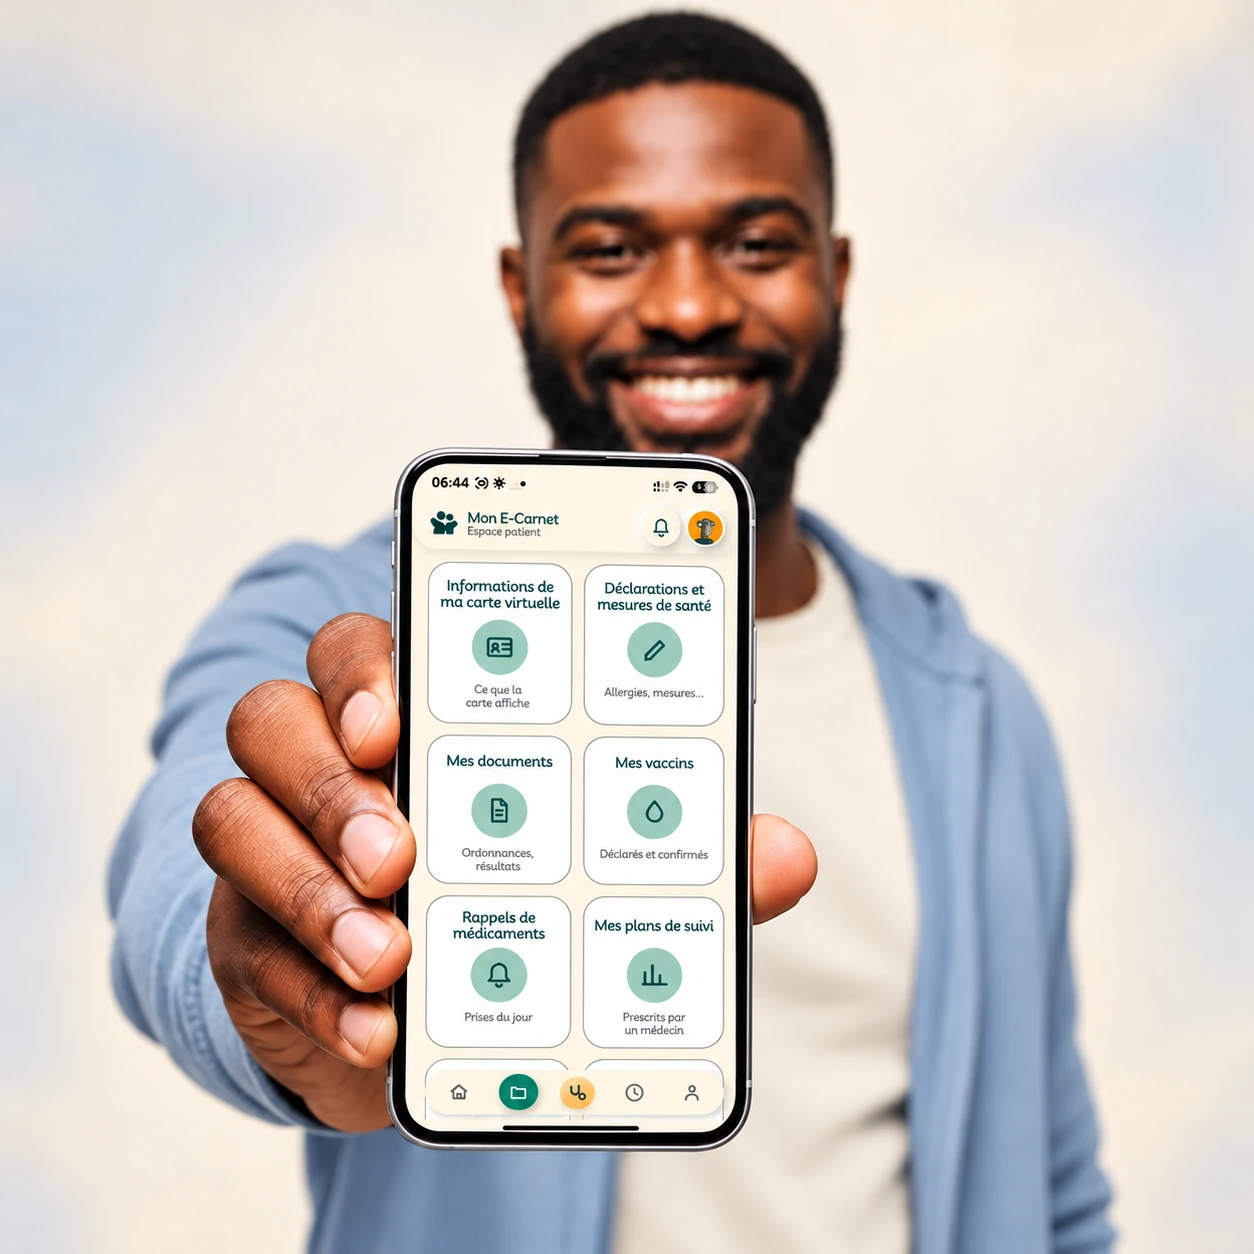 06:44
Mon E-Carnet
Espace patient
Informations de
ma carte virtuelle
Ce que la
carte affiche
Déclarations et
mesures de santé
Allergies, mesures...
Mes documents
Ordonnances,
résultats
Mes vaccins
Déclarés et confirmés
Rappels de
médicaments
Prises du jour
Mes plans de suivi
Prescrits par
un médecin